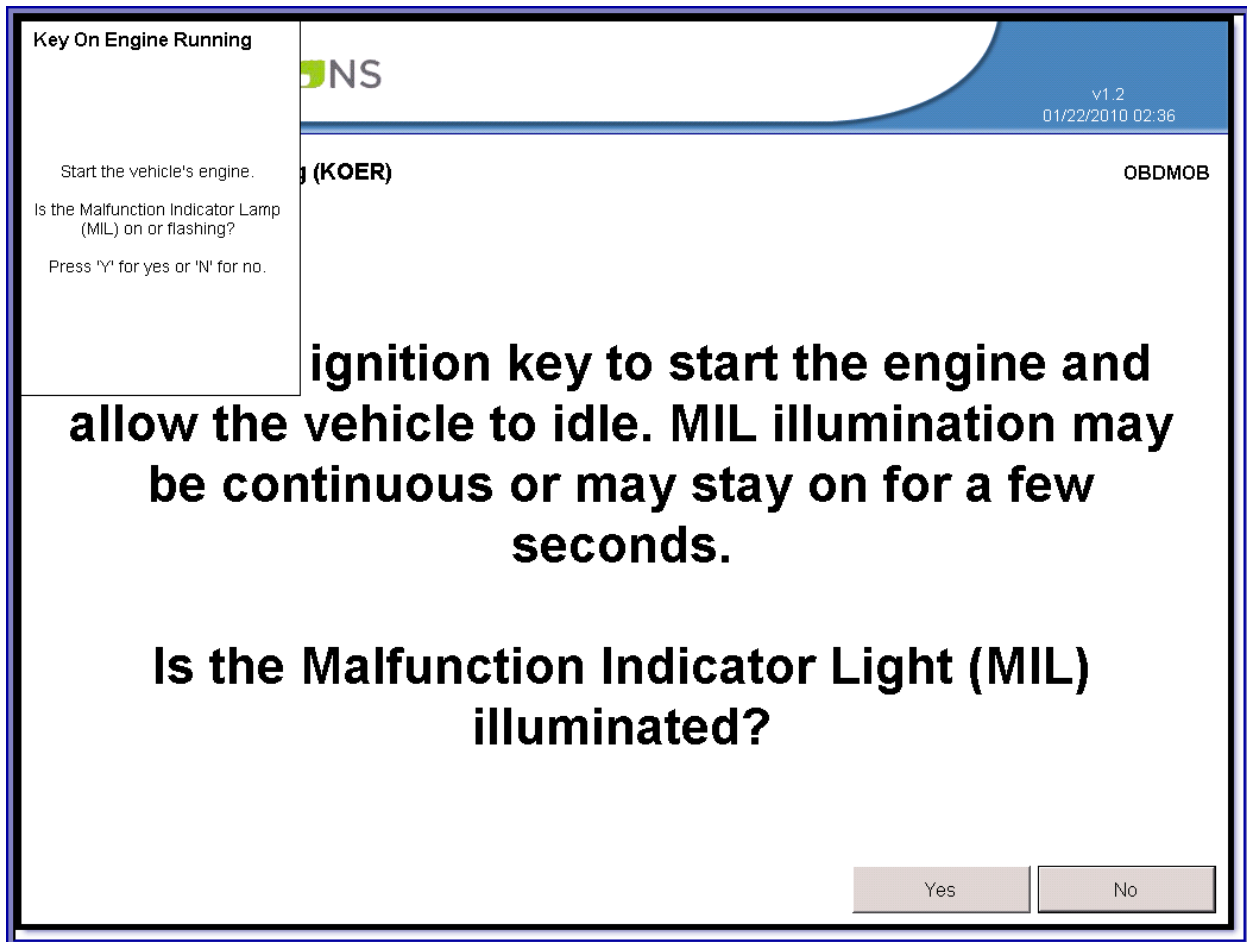 Key On Engine Running
Start the vehicle's engine.
Is the Malfunction Indicator Lamp
(MIL) on or flashing?
Press 'Y' for yes or 'N' for no.
NS
v1.2
01/22/2010 02:36
(KOER)
OBDMOB
ignition key to start the engine and
allow the vehicle to idle. MIL illumination may
be continuous or may stay on for a few
seconds.
Is the Malfunction Indicator Light (MIL)
illuminated?
Yes
No